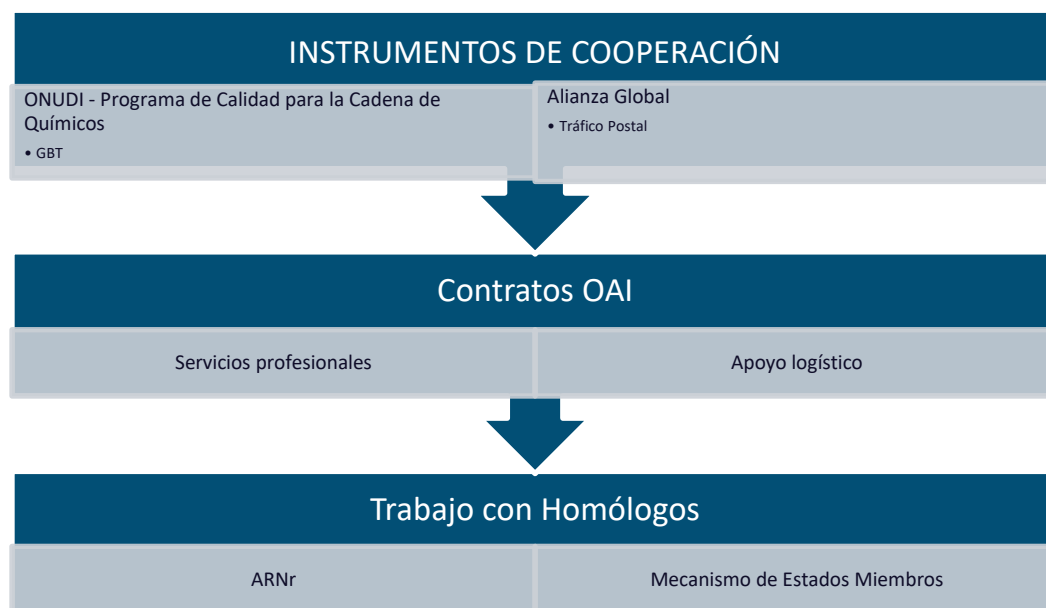 INSTRUMENTOS DE COOPERACIÓN
ONUDI - Programa de Calidad para la Cadena de
Químicos
• GBT
Alianza Global
• Tráfico Postal
Contratos OAI
Servicios profesionales
Apoyo logístico
Trabajo con Homólogos
ARNr
Mecanismo de Estados Miembros